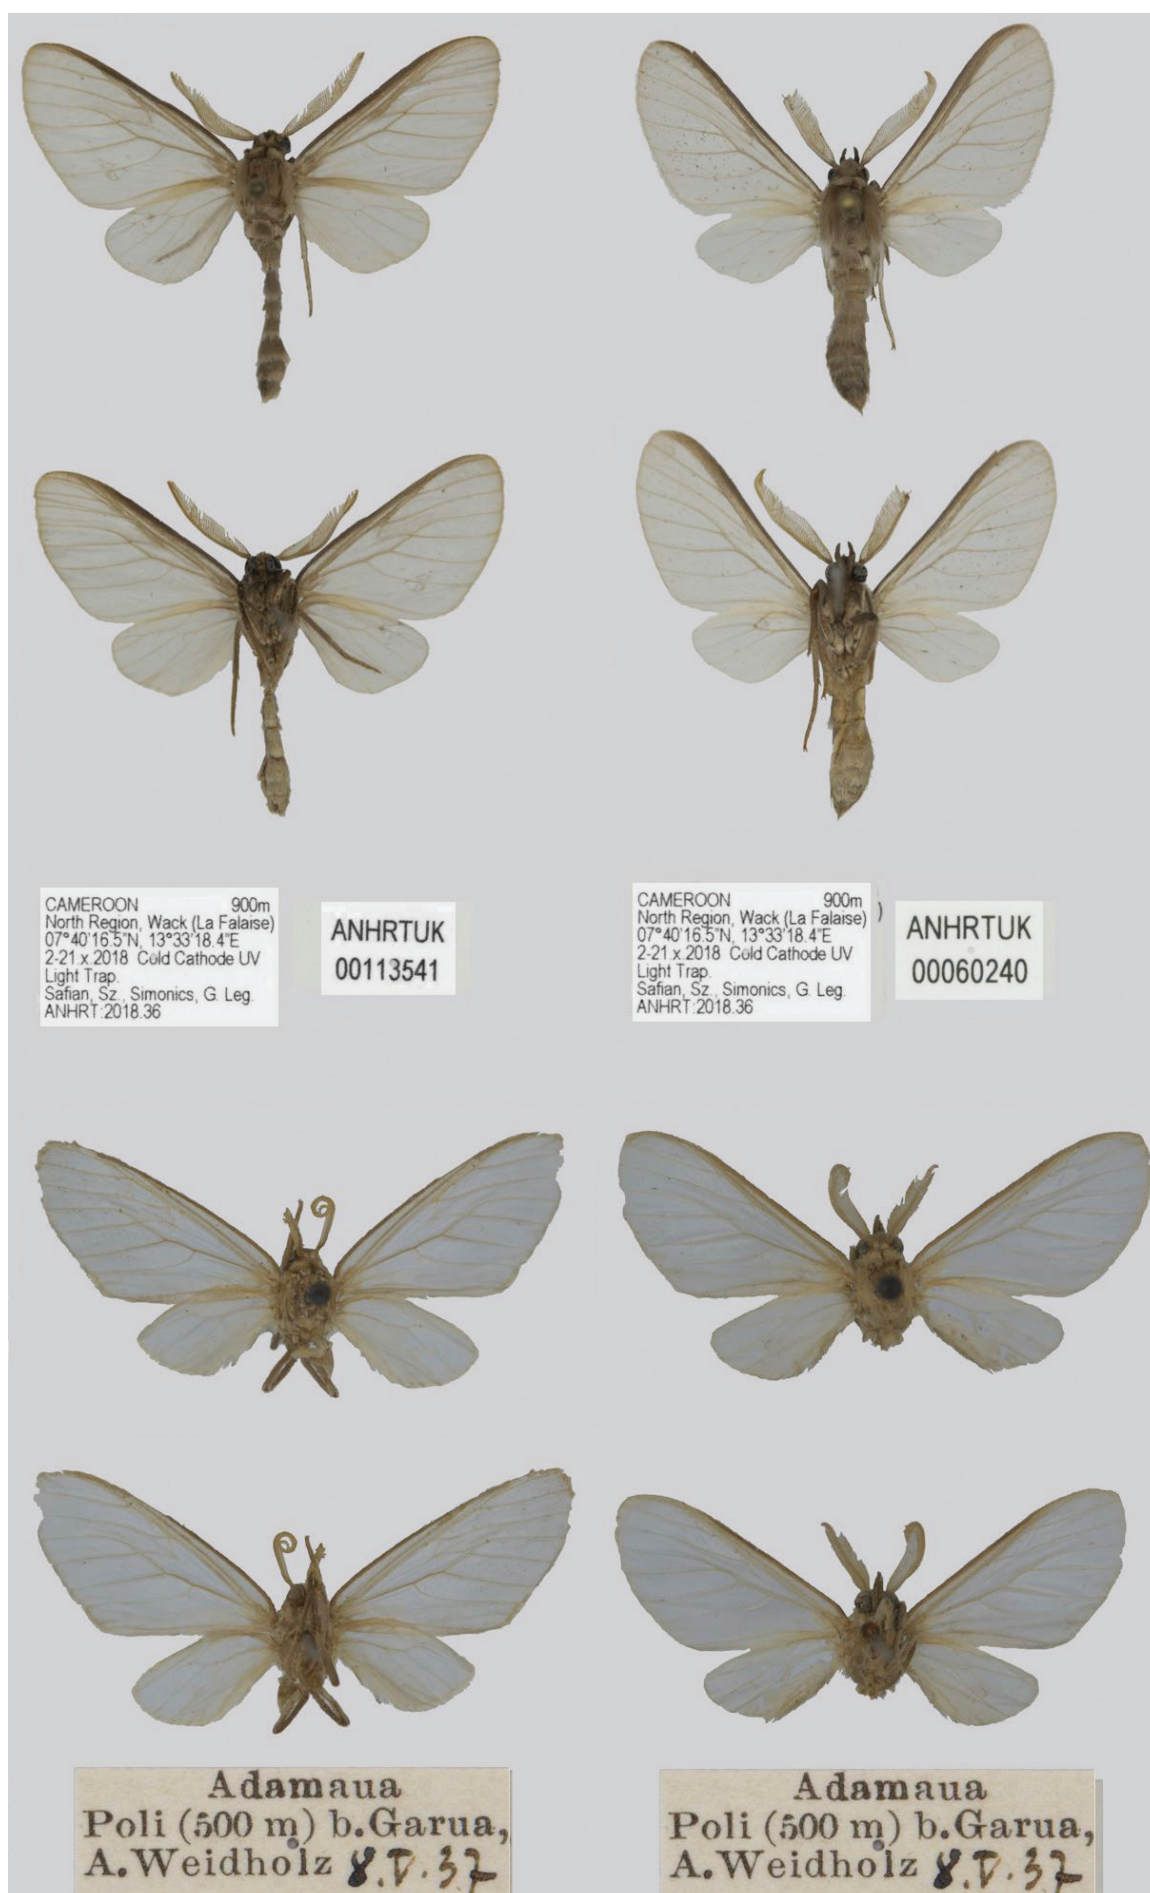 CAMEROON 900m
North Region, Wack (La Falaise)
07°40'16.5"N, 13°33'18.4"E
2-21.x.2018 Cold Cathode UV
Light Trap.
Safian, Sz., Simonics, G. Leg.
ANHRT:2018.36
ANHRTUK
00113541
CAMEROON 900m
North Region, Wack (La Falaise)
07°40'16.5"N, 13°33'18.4"E
2-21.x.2018 Cold Cathode UV
Light Trap.
Safian, Sz., Simonics, G. Leg.
ANHRT:2018.36
)
ANHRTUK
00060240
Adamaua
Poli (500 m) b.Garua,
A.Weidholz 8.V.37
Adamaua
Poli (500 m) b.Garua,
A.Weidholz 8.V.37